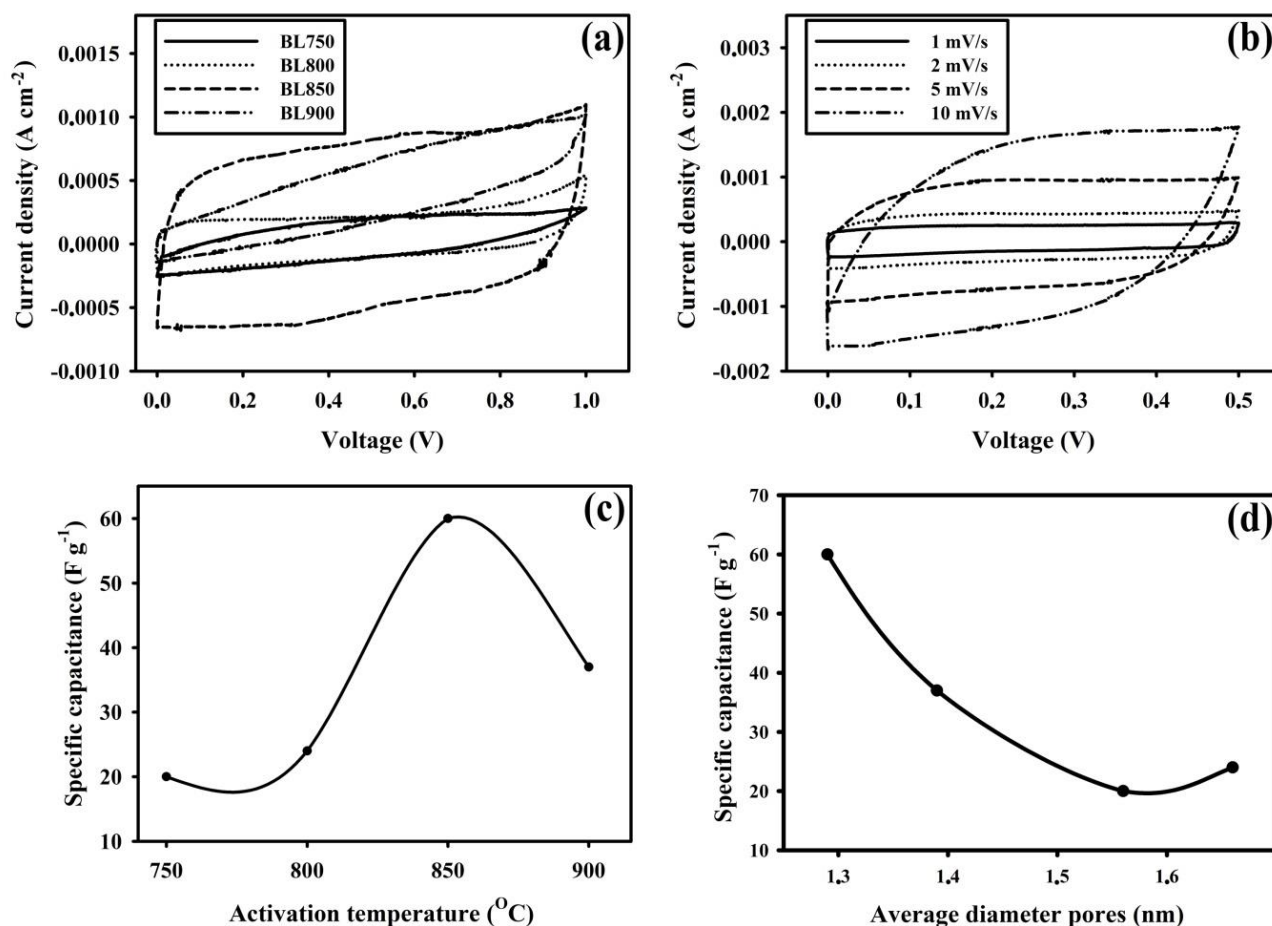 (a)
BL750
BL800
BL850
BL900
0.0015
0.0010
0.0005
0.0000
-0.0005
-0.0010
Current density (A cm-2)
0.0 0.2 0.4 0.6 0.8 1.0
Voltage (V)
(b)
1 mV/s
2 mV/s
5 mV/s
10 mV/s
0.003
0.002
0.001
0.000
-0.001
-0.002
Current density (A cm-2)
0.0 0.1 0.2 0.3 0.4 0.5
Voltage (V)
(c)
60
50
40
30
20
10
Specific capacitance (F g-1)
750 800 850 900
Activation temperature (OC)
(d)
70
60
50
40
30
20
10
Specific capacitance (F g-1)
1.3 1.4 1.5 1.6
Average diameter pores (nm)